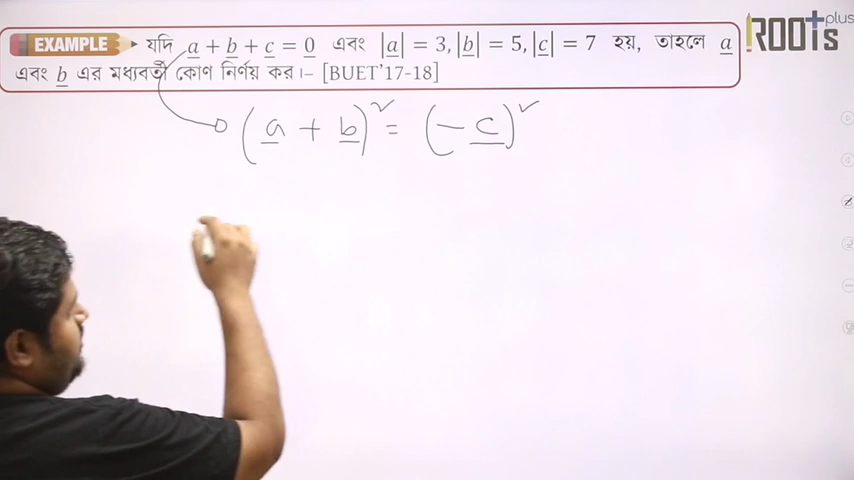 EXAMPLE যদি a + b + c = 0 এবং |a| = 3, |b| = 5, |c| = 7 হয়, তাহলে a
এবং b এর মধ্যবর্তী কোণ নির্ণয় কর।– [BUET'17-18]
ROOTs plus
(a + b)² = (– c)²